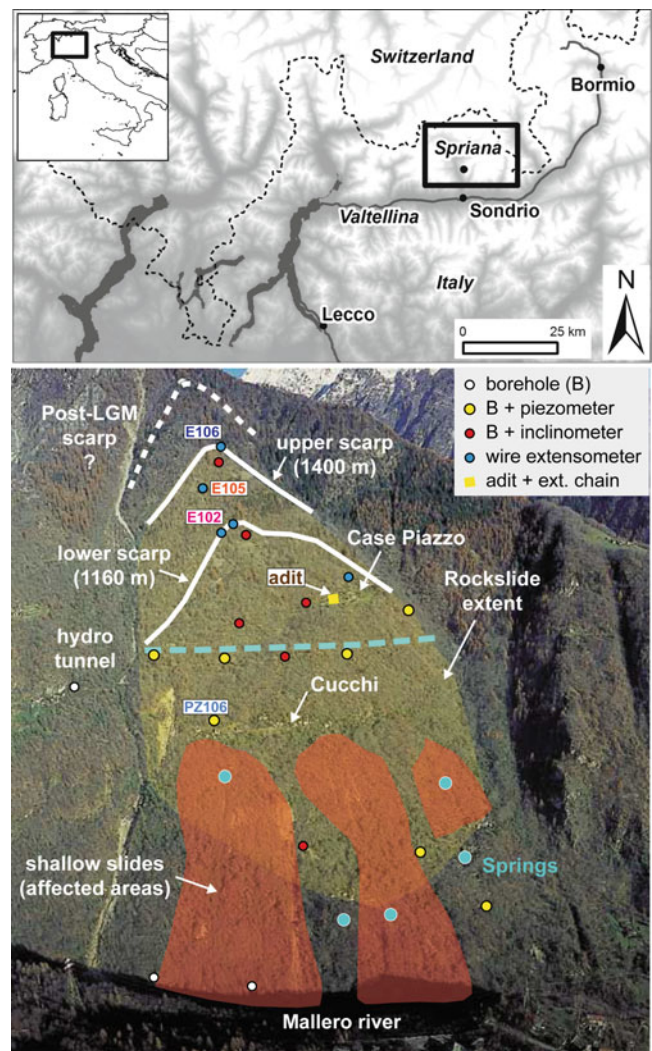 Switzerland
Bormio
Spriana
Sondrio
Valtellina
Italy
Lecco
N
0 25 km
borehole (B)
B + piezometer
B + inclinometer
wire extensometer
adit + ext. chain
Post-LGM
scarp
?
E106
upper scarp
(1400 m)
E105
E102
lower scarp
(1160 m)
Case Piazzo
adit
Rockslide
extent
hydro
tunnel
Cucchi
PZ106
shallow slides
(affected areas)
Springs
Mallero river